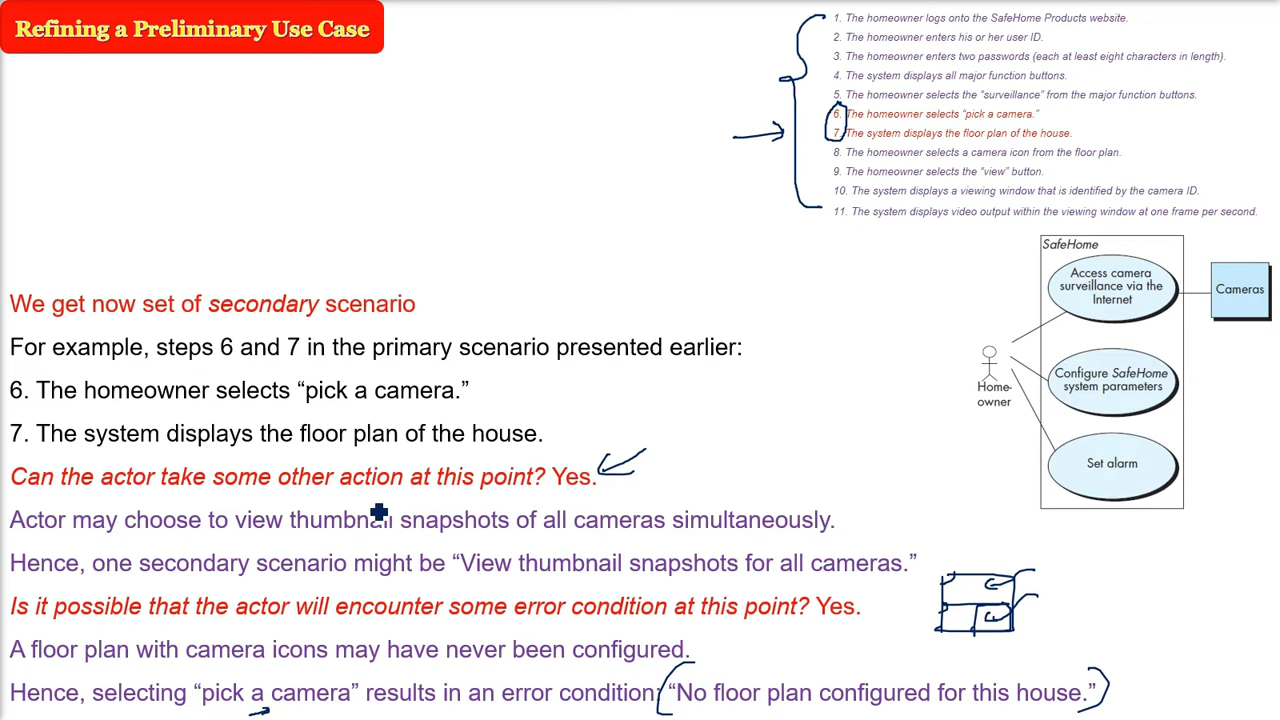 Refining a Preliminary Use Case
1. The homeowner logs onto the SafeHome Products website.
2. The homeowner enters his or her user ID.
3. The homeowner enters two passwords (each at least eight characters in length).
4. The system displays all major function buttons.
5. The homeowner selects the “surveillance” from the major function buttons.
6. The homeowner selects “pick a camera.”
7. The system displays the floor plan of the house.
8. The homeowner selects a camera icon from the floor plan.
9. The homeowner selects the “view” button.
10. The system displays a viewing window that is identified by the camera ID.
11. The system displays video output within the viewing window at one frame per second.
SafeHome
Access camera
surveillance via the
Internet
Cameras
Configure SafeHome
system parameters
Home-
owner
Set alarm
We get now set of secondary scenario
For example, steps 6 and 7 in the primary scenario presented earlier:
6. The homeowner selects “pick a camera.”
7. The system displays the floor plan of the house.
Can the actor take some other action at this point? Yes.
Actor may choose to view thumbnail snapshots of all cameras simultaneously.
Hence, one secondary scenario might be “View thumbnail snapshots for all cameras.”
Is it possible that the actor will encounter some error condition at this point? Yes.
A floor plan with camera icons may have never been configured.
Hence, selecting “pick a camera” results in an error condition: “No floor plan configured for this house.”